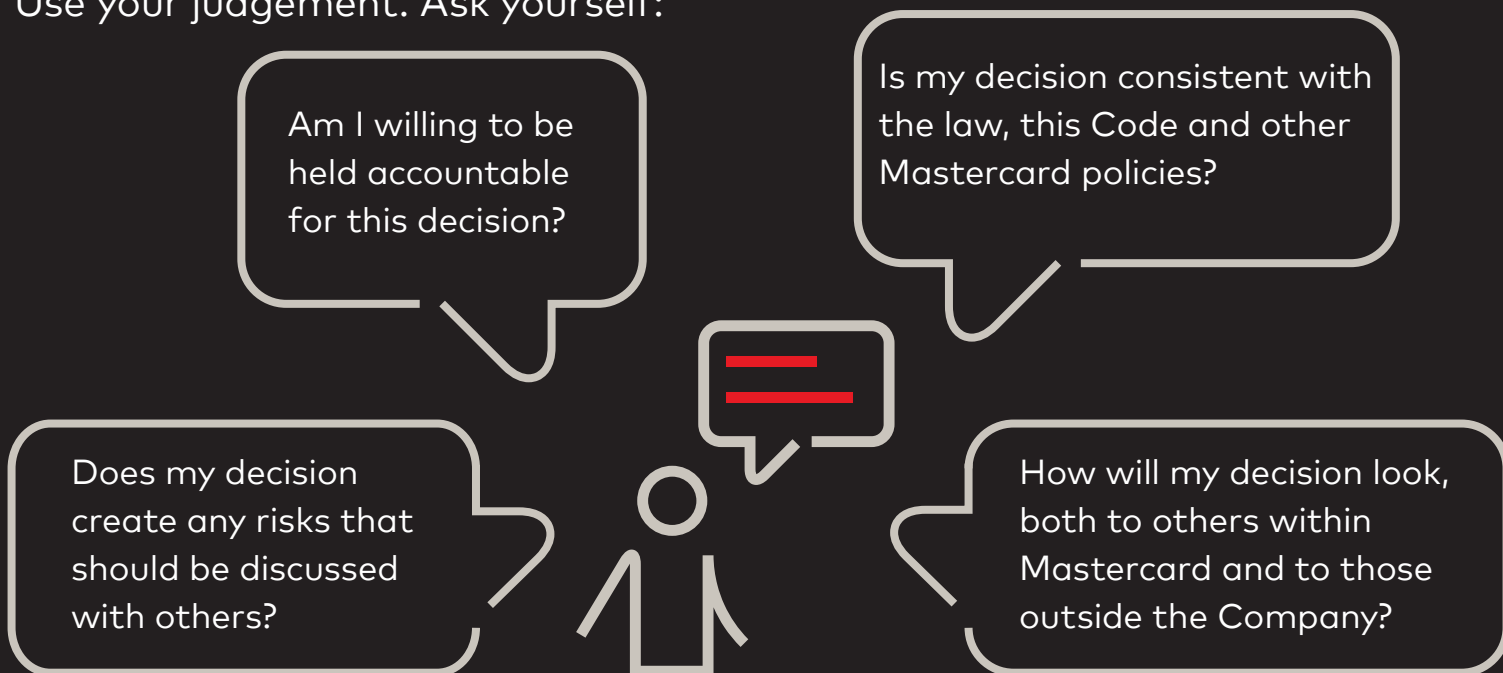 Use your judgement. Ask yourself:
Am I willing to be
held accountable
for this decision?
Is my decision consistent with
the law, this Code and other
Mastercard policies?
Does my decision
create any risks that
should be discussed
with others?
How will my decision look,
both to others within
Mastercard and to those
outside the Company?